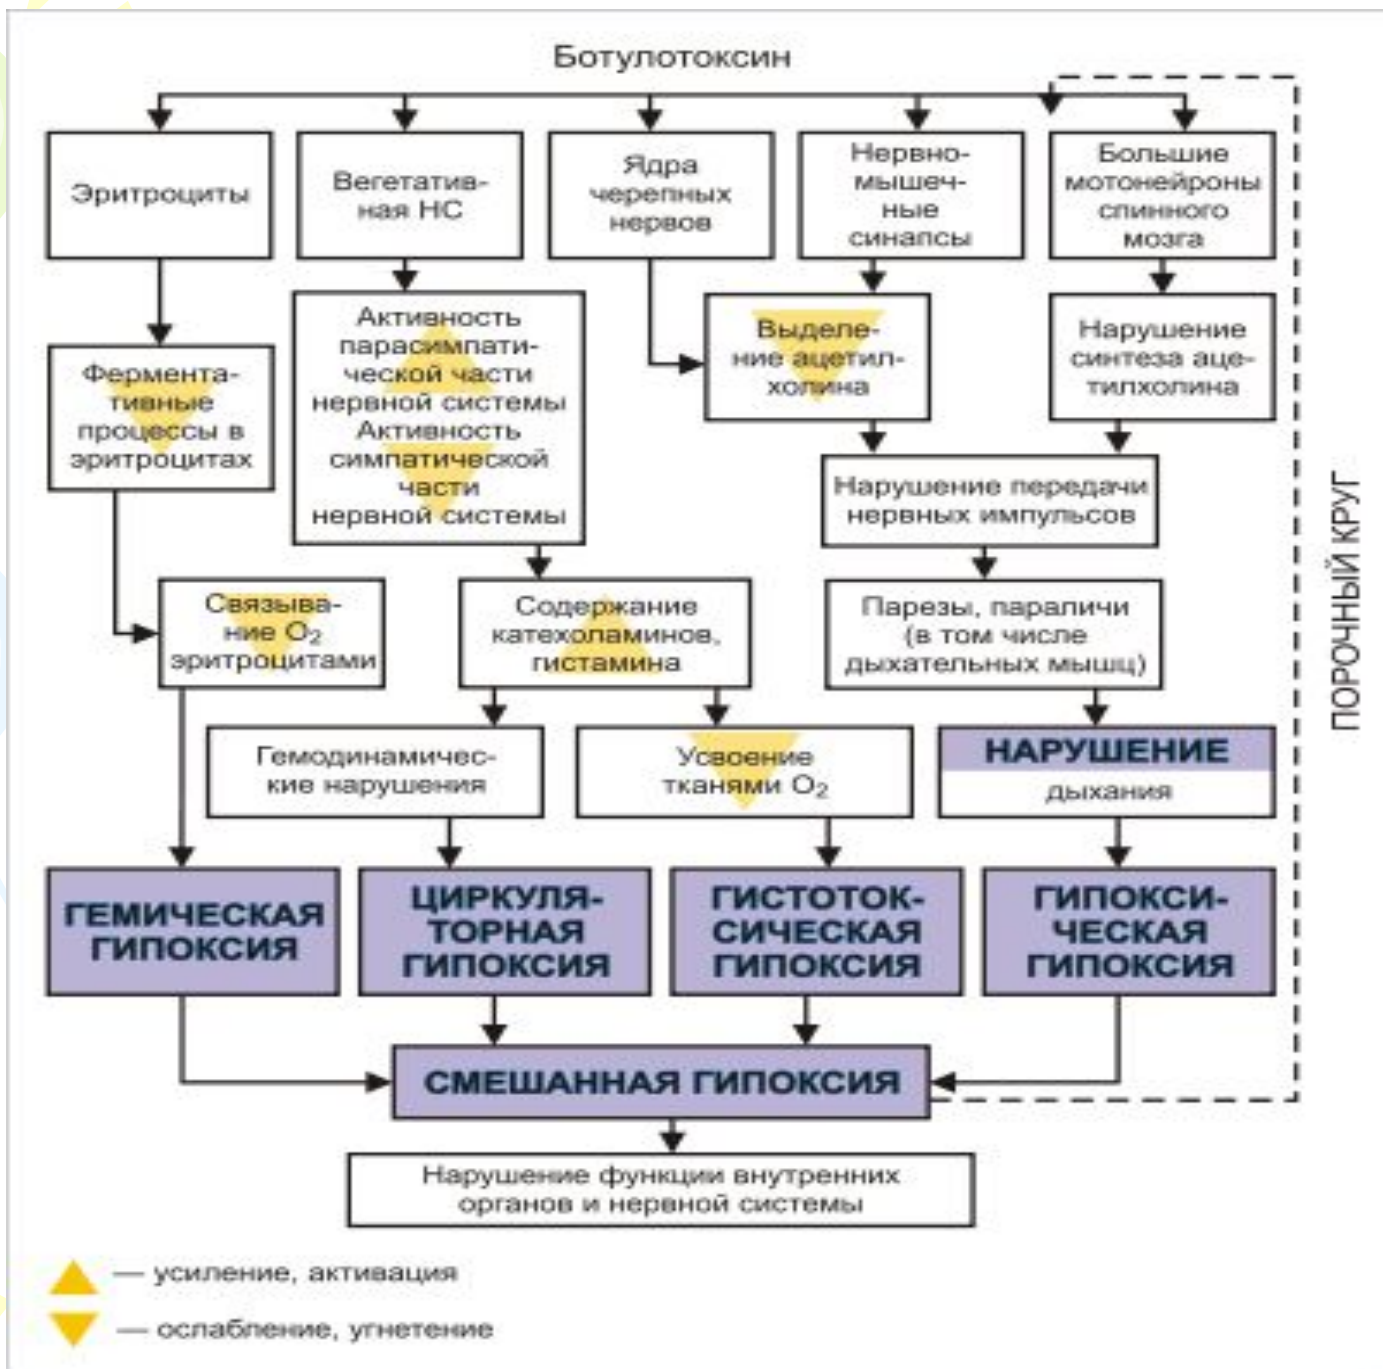 Ботулотоксин
Эритроциты
Вегетатив-
ная НС
Ядра
черепных
нервов
Нервно-
мышеч-
ные
синапсы
Большие
мотонейроны
спинного
мозга
Фермента-
тивные
процессы в
эритроцитах
Активность
парасимпати-
ческой части
нервной системы
Активность
симпатической
части
нервной системы
Выделе-
ние ацетил-
холина
Нарушение
синтеза аце-
тилхолина
Нарушение передачи
нервных импульсов
Связыва-
ние O₂
эритроцитами
Содержание
катехоламинов,
гистамина
Парезы, параличи
(в том числе
дыхательных мышц)
Гемодинамичес-
кие нарушения
Усвоение
тканями O₂
НАРУШЕНИЕ
дыхания
ГЕМИЧЕСКАЯ
ГИПОКСИЯ
ЦИРКУЛЯ-
ТОРНАЯ
ГИПОКСИЯ
ГИСТОТОК-
СИЧЕСКАЯ
ГИПОКСИЯ
ГИПОКСИ-
ЧЕСКАЯ
ГИПОКСИЯ
СМЕШАННАЯ ГИПОКСИЯ
Нарушение функции внутренних
органов и нервной системы
ПОРОЧНЫЙ КРУГ
— усиление, активация
— ослабление, угнетение